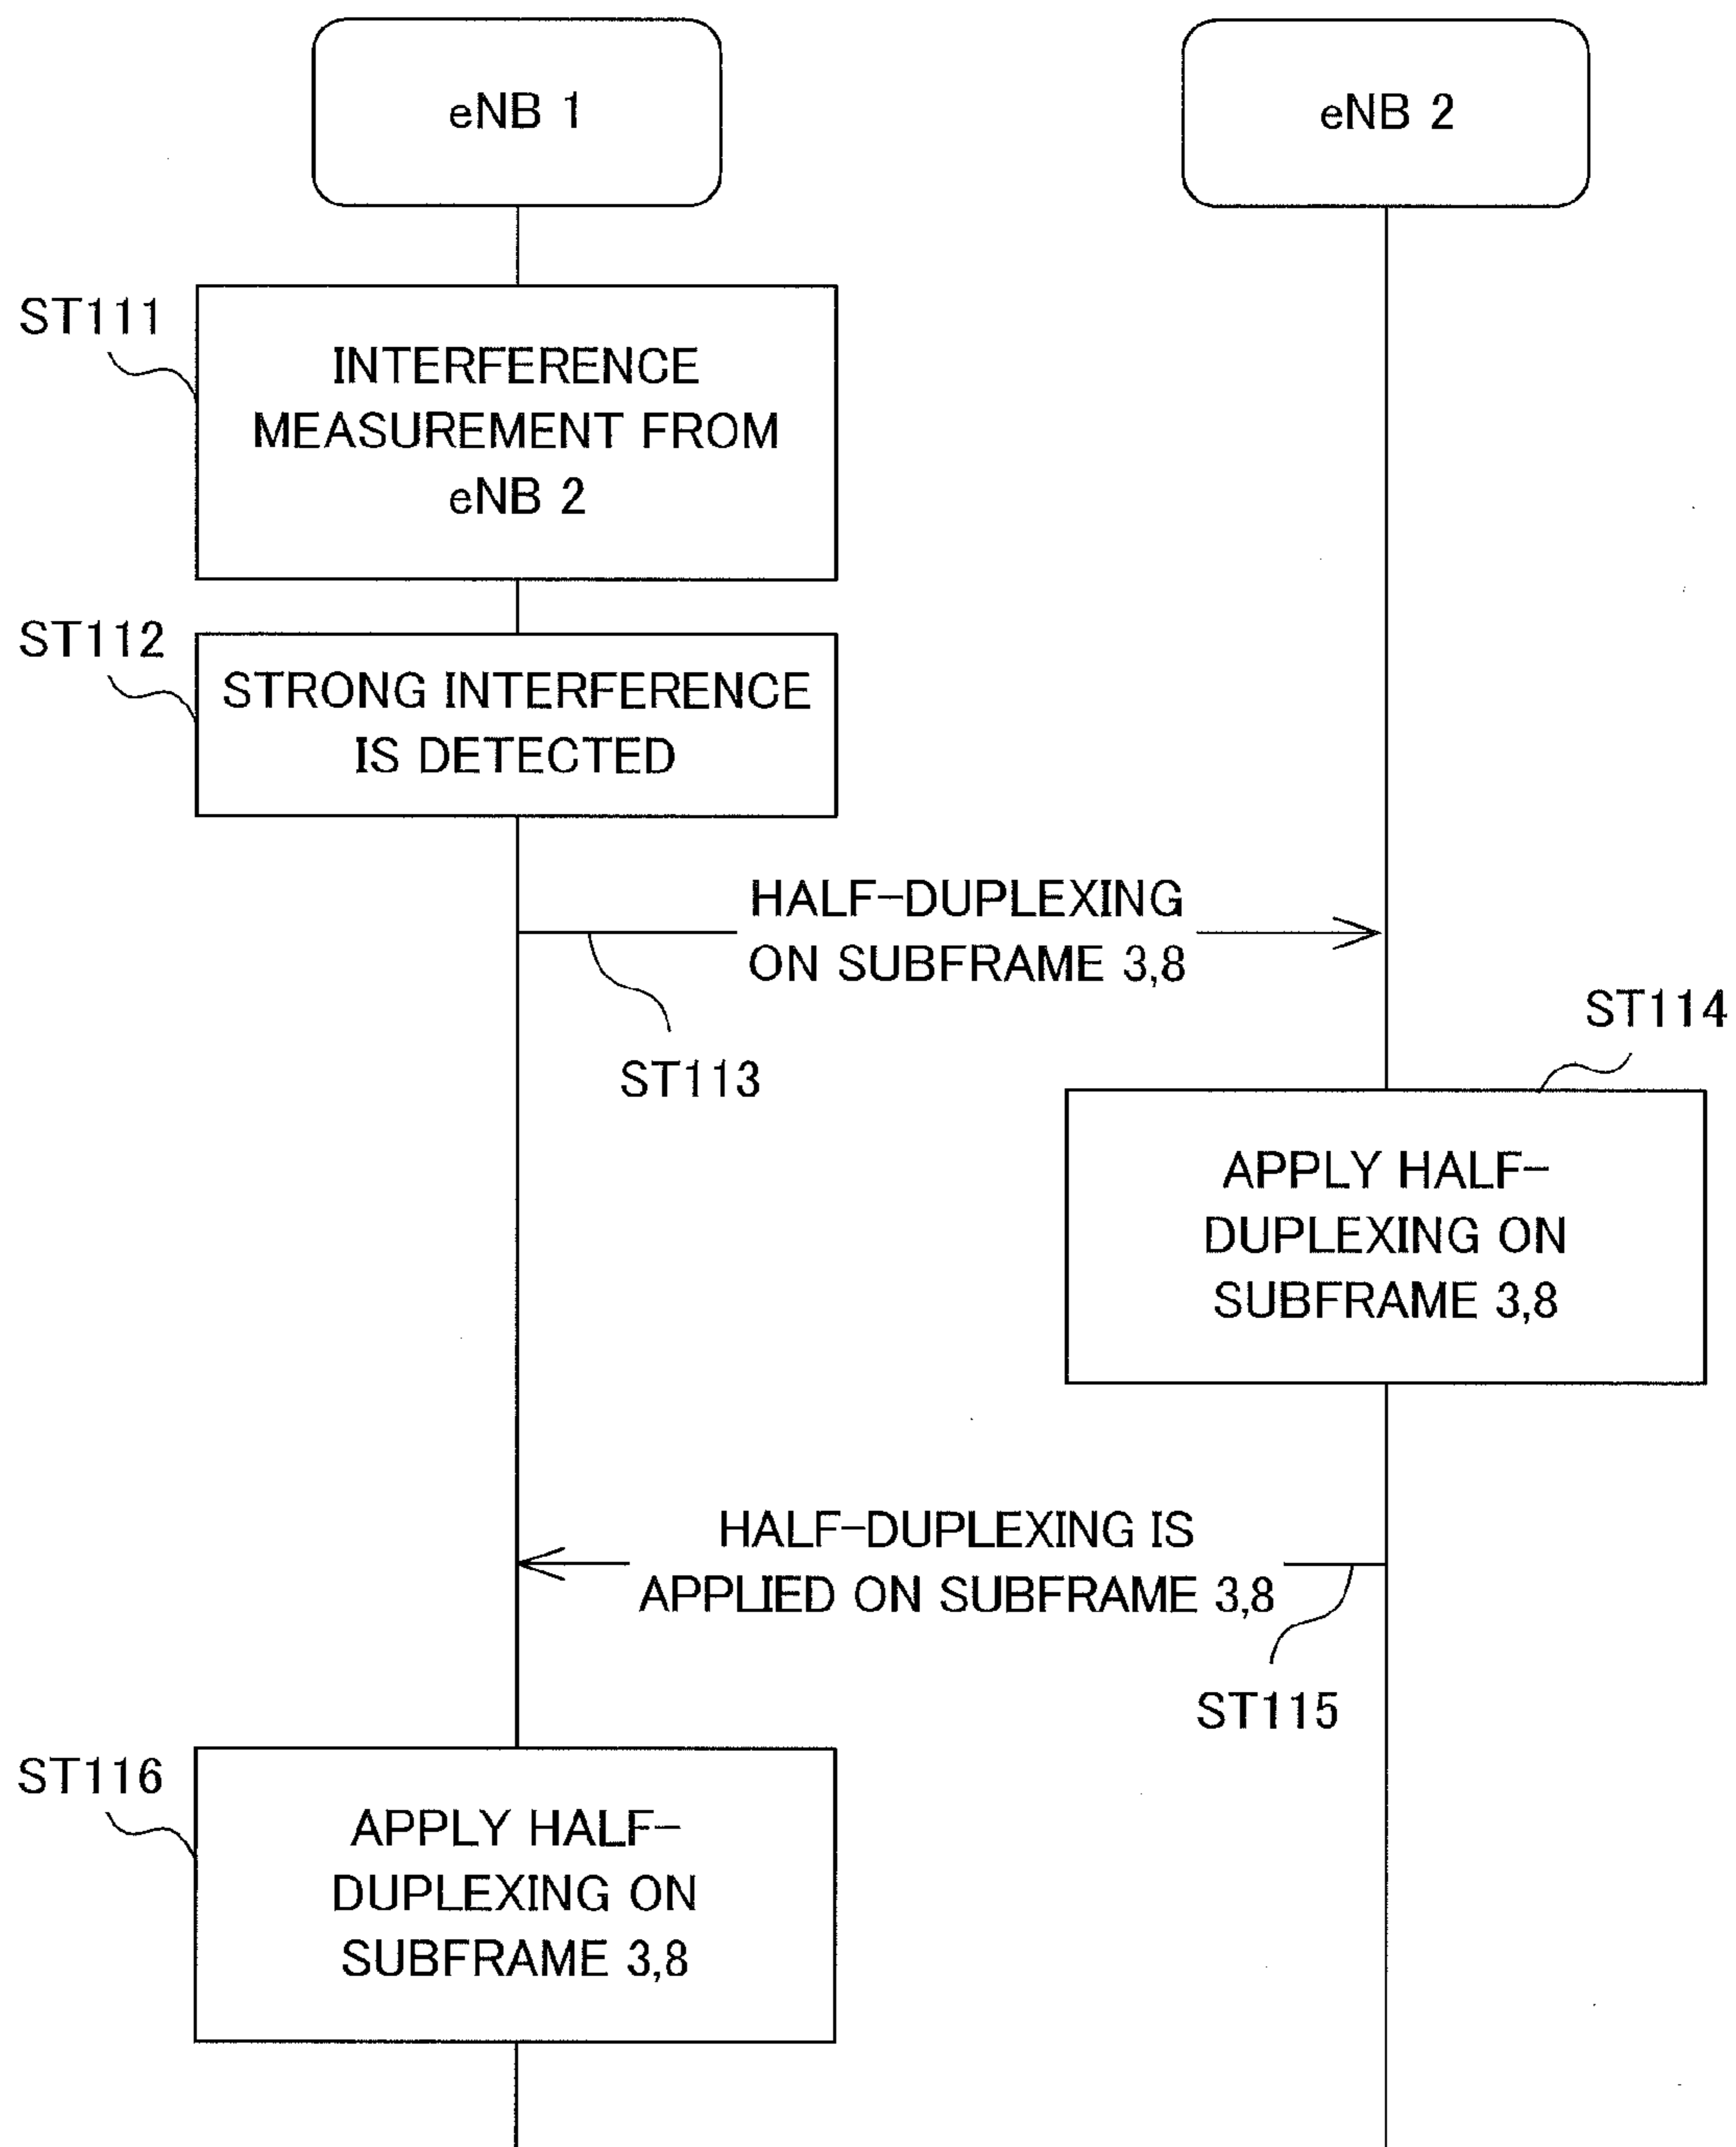 eNB 1
eNB 2
ST111
INTERFERENCE
MEASUREMENT FROM
eNB 2
ST112
STRONG INTERFERENCE
IS DETECTED
HALF-DUPLEXING
ON SUBFRAME 3,8
ST113
ST114
APPLY HALF-
DUPLEXING ON
SUBFRAME 3,8
HALF-DUPLEXING IS
APPLIED ON SUBFRAME 3,8
ST115
ST116
APPLY HALF-
DUPLEXING ON
SUBFRAME 3,8